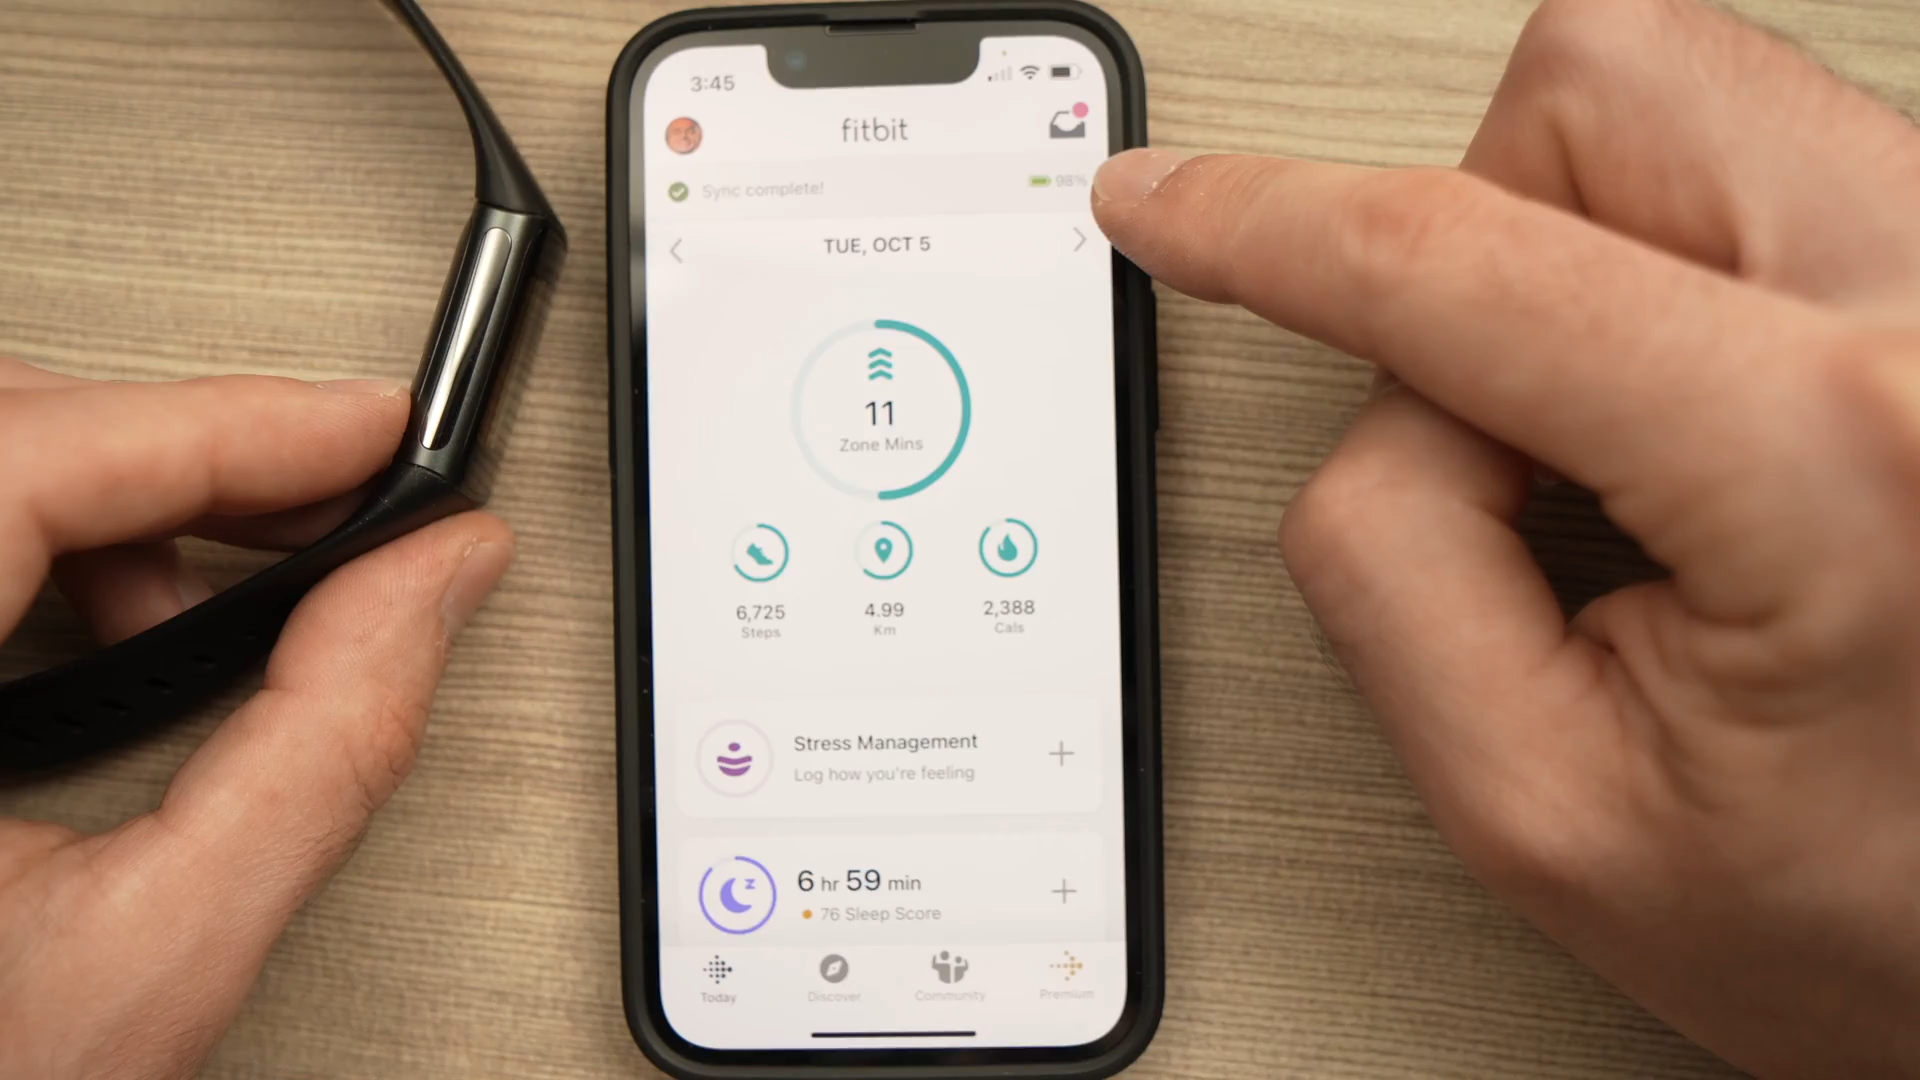 3:45
fitbit
Sync complete!
98%
TUE, OCT 5
11
Zone Mins
6,725
Steps
4.99
Km
2,388
Cals
Stress Management
Log how you're feeling
6 hr 59 min
76 Sleep Score
Today
Discover
Community
Premium